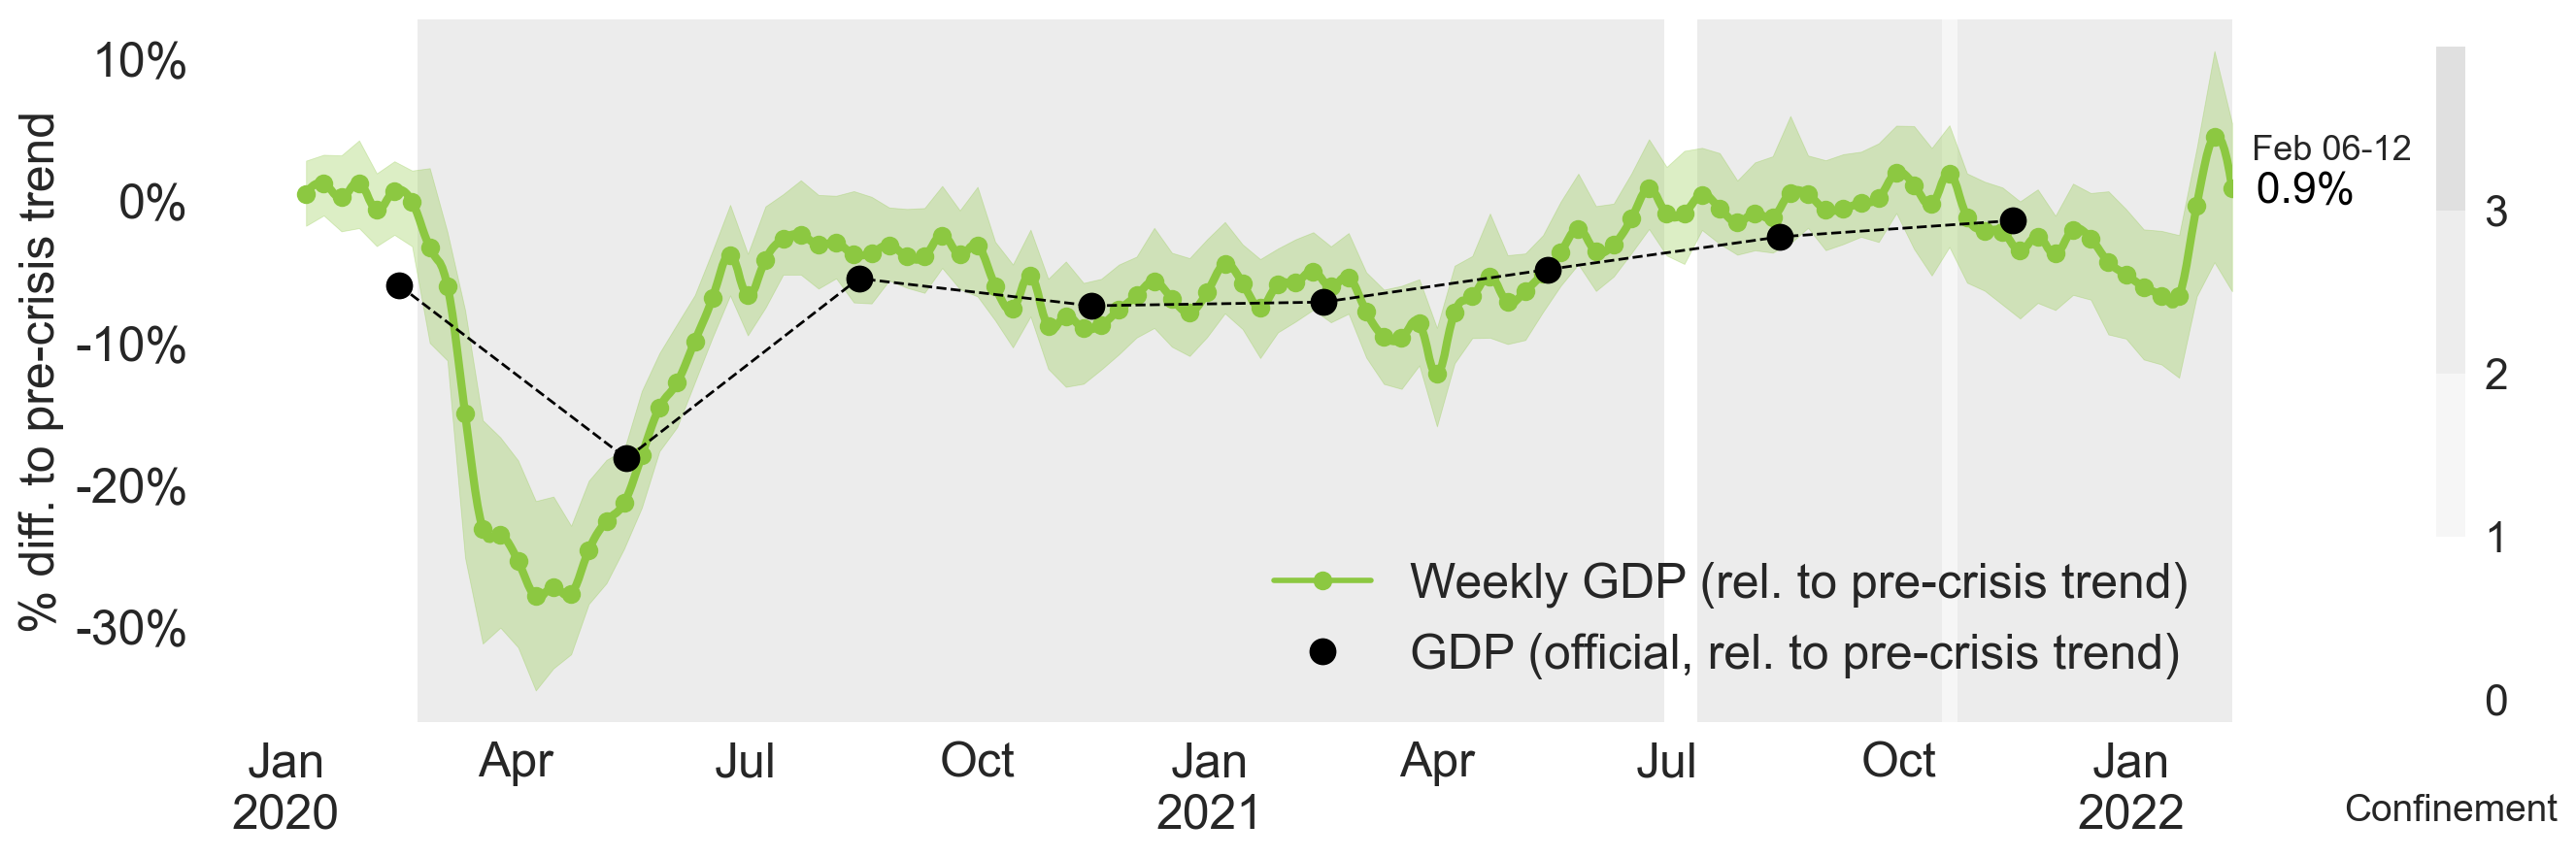 % diff. to pre-crisis trend
10%
0%
-10%
-20%
-30%
Feb 06-12
0.9%
Weekly GDP (rel. to pre-crisis trend)
GDP (official, rel. to pre-crisis trend)
Jan
2020
Apr
Jul
Oct
Jan
2021
Apr
Jul
Oct
Jan
2022
3
2
1
0
Confinement